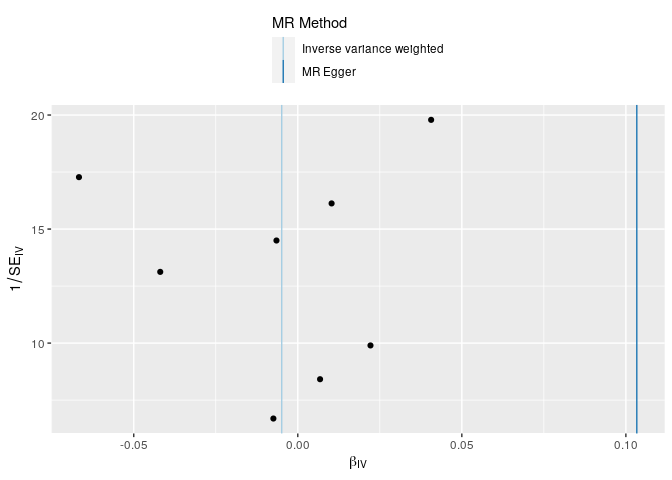 MR Method
Inverse variance weighted
MR Egger
20
15
10
1/SE_IV
-0.05
0.00
0.05
0.10
β_IV